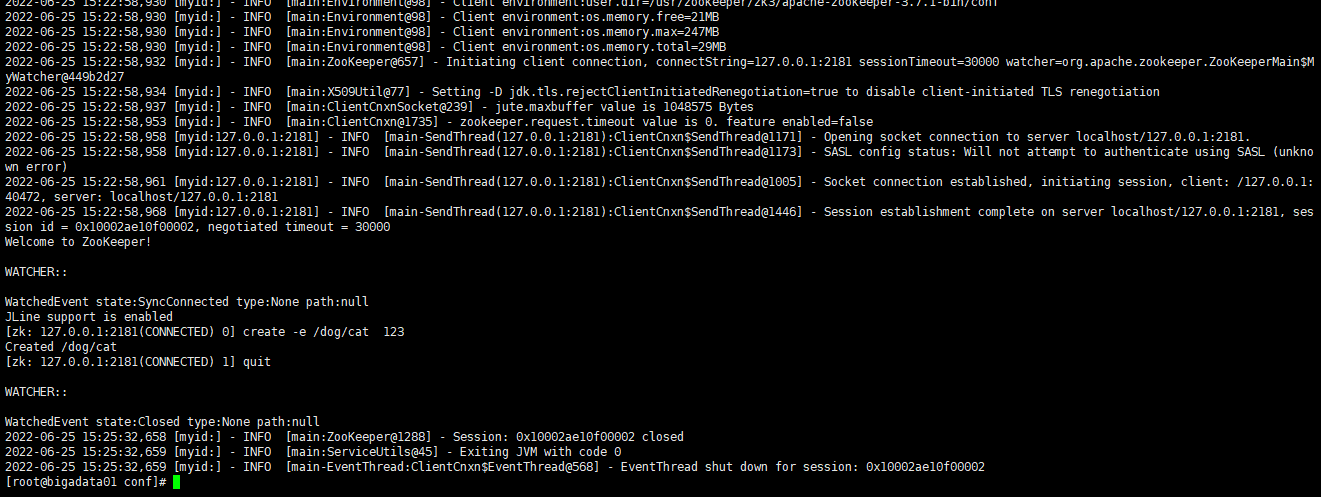 2022-06-25 15:22:58,930 [myid:] - INFO  [main:Environment@98] - Client environment:user.dir=/usr/zookeeper/zk3/apache-zookeeper-3.7.1-bin/conf
2022-06-25 15:22:58,930 [myid:] - INFO  [main:Environment@98] - Client environment:os.memory.free=21MB
2022-06-25 15:22:58,930 [myid:] - INFO  [main:Environment@98] - Client environment:os.memory.max=247MB
2022-06-25 15:22:58,930 [myid:] - INFO  [main:Environment@98] - Client environment:os.memory.total=29MB
2022-06-25 15:22:58,932 [myid:] - INFO  [main:ZooKeeper@657] - Initiating client connection, connectString=127.0.0.1:2181 sessionTimeout=30000 watcher=org.apache.zookeeper.ZooKeeperMain$M
yWatcher@449b2d27
2022-06-25 15:22:58,934 [myid:] - INFO  [main:X509Util@77] - Setting -D jdk.tls.rejectClientInitiatedRenegotiation=true to disable client-initiated TLS renegotiation
2022-06-25 15:22:58,937 [myid:] - INFO  [main:ClientCnxnSocket@239] - jute.maxbuffer value is 1048575 Bytes
2022-06-25 15:22:58,953 [myid:] - INFO  [main:ClientCnxn@1735] - zookeeper.request.timeout value is 0. feature enabled=false
2022-06-25 15:22:58,958 [myid:127.0.0.1:2181] - INFO  [main-SendThread(127.0.0.1:2181):ClientCnxn$SendThread@1171] - Opening socket connection to server localhost/127.0.0.1:2181.
2022-06-25 15:22:58,958 [myid:127.0.0.1:2181] - INFO  [main-SendThread(127.0.0.1:2181):ClientCnxn$SendThread@1173] - SASL config status: Will not attempt to authenticate using SASL (unkno
wn error)
2022-06-25 15:22:58,961 [myid:127.0.0.1:2181] - INFO  [main-SendThread(127.0.0.1:2181):ClientCnxn$SendThread@1005] - Socket connection established, initiating session, client: /127.0.0.1:
40472, server: localhost/127.0.0.1:2181
2022-06-25 15:22:58,968 [myid:127.0.0.1:2181] - INFO  [main-SendThread(127.0.0.1:2181):ClientCnxn$SendThread@1446] - Session establishment complete on server localhost/127.0.0.1:2181, ses
sion id = 0x10002ae10f00002, negotiated timeout = 30000
Welcome to ZooKeeper!
WATCHER::
WatchedEvent state:SyncConnected type:None path:null
JLine support is enabled
[zk: 127.0.0.1:2181(CONNECTED) 0] create -e /dog/cat  123
Created /dog/cat
[zk: 127.0.0.1:2181(CONNECTED) 1] quit
WATCHER::
WatchedEvent state:Closed type:None path:null
2022-06-25 15:25:32,658 [myid:] - INFO  [main:ZooKeeper@1288] - Session: 0x10002ae10f00002 closed
2022-06-25 15:25:32,659 [myid:] - INFO  [main:ServiceUtils@45] - Exiting JVM with code 0
2022-06-25 15:25:32,659 [myid:] - INFO  [main-EventThread:ClientCnxn$EventThread@568] - EventThread shut down for session: 0x10002ae10f00002
[root@bigadata01 conf]#